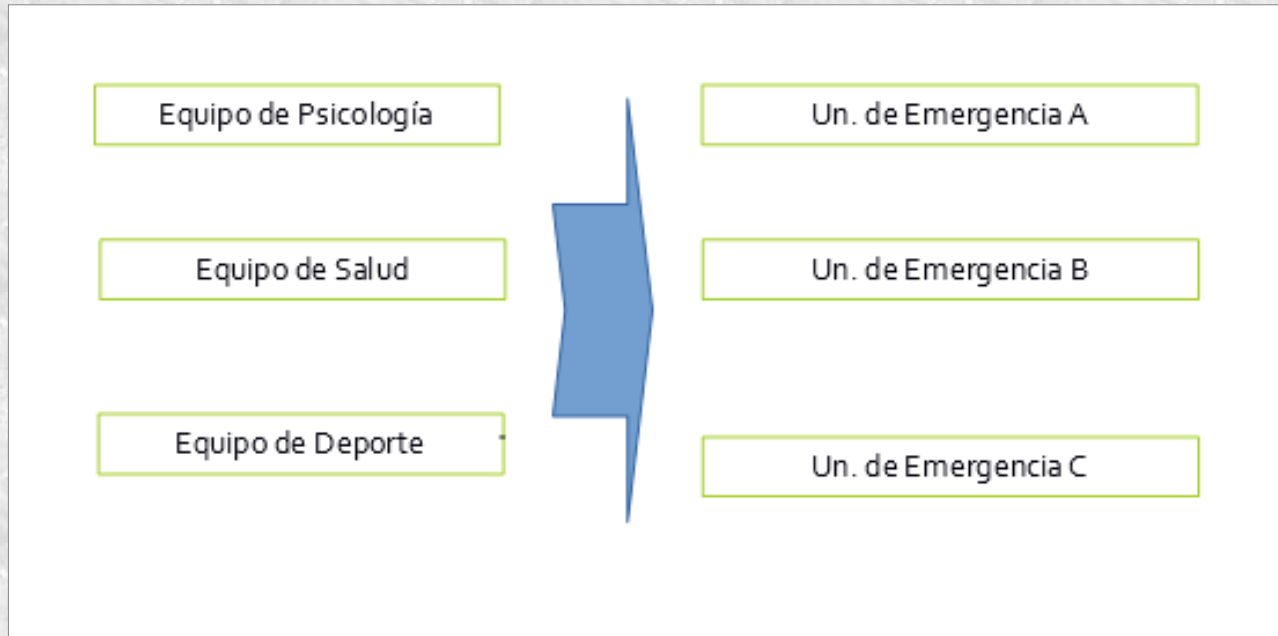 Equipo de Psicología
Un. de Emergencia A
Equipo de Salud
Un. de Emergencia B
Equipo de Deporte
Un. de Emergencia C